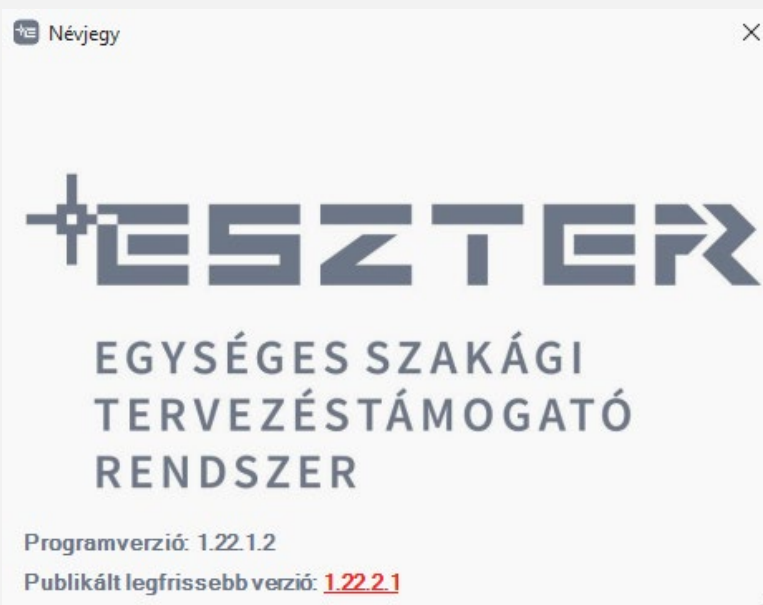 Névjegy
ESZTER
EGYSÉGES SZAKÁGI
TERVEZÉSTÁMOGATÓ
RENDSZER
Programverzió: 1.22.1.2
Publikált legfrissebb verzió: 1.22.2.1